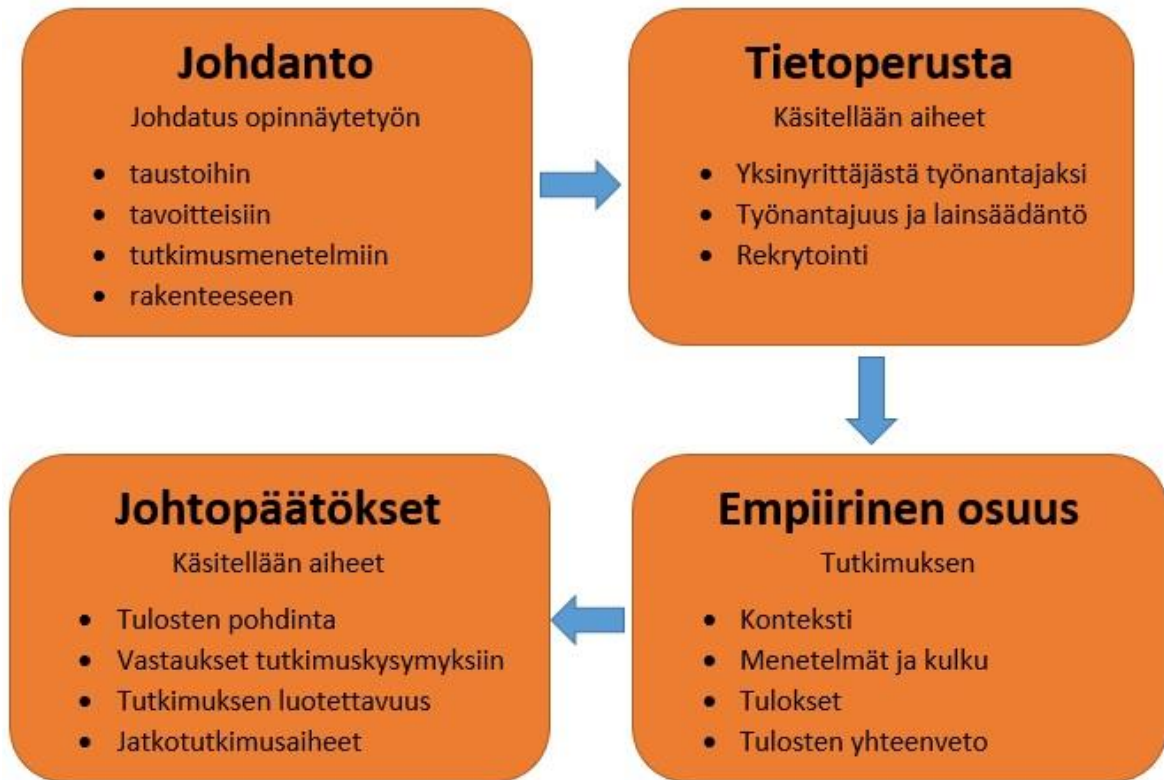 Johdanto
Johdatus opinnäytetyön
• taustoihin
• tavoitteisiin
• tutkimusmenetelmiin
• rakenteeseen
Tietoperusta
Käsitellään aiheet
• Yksinyrittäjästä työnantajaksi
• Työnantajuus ja lainsäädäntö
• Rekrytointi
Empiirinen osuus
Tutkimuksen
• Konteksti
• Menetelmät ja kulku
• Tulokset
• Tulosten yhteenveto
Johtopäätökset
Käsitellään aiheet
• Tulosten pohdinta
• Vastaukset tutkimuskysymyksiin
• Tutkimuksen luotettavuus
• Jatkotutkimusaiheet